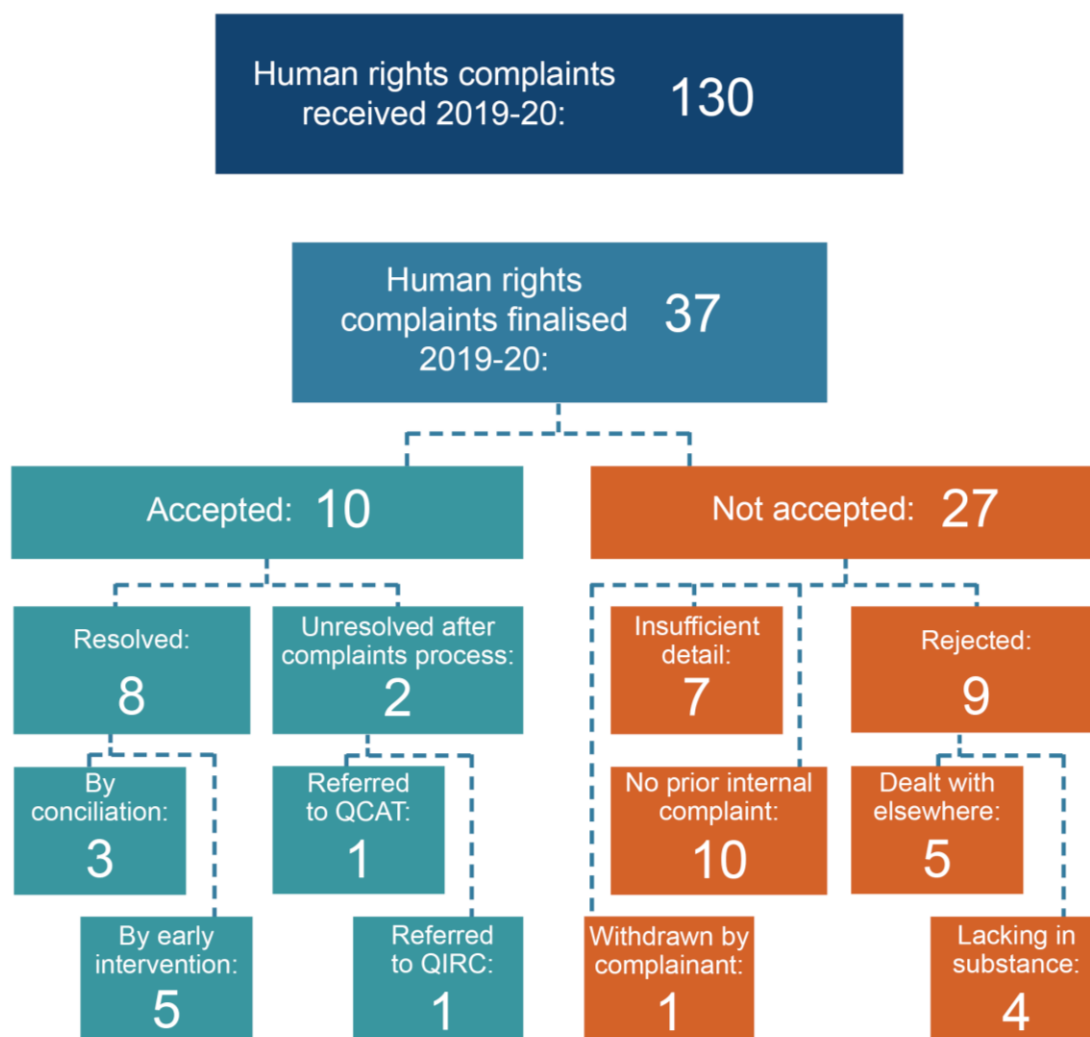 Human rights complaints
received 2019-20:
130
Human rights
complaints finalised
2019-20:
37
Accepted: 10
Not accepted: 27
Resolved:
8
Unresolved after
complaints process:
2
Insufficient
detail:
7
Rejected:
9
By
conciliation:
3
Referred
to QCAT:
1
No prior internal
complaint:
10
Dealt with
elsewhere:
5
By early
intervention:
5
Referred
to QIRC:
1
Withdrawn by
complainant:
1
Lacking in
substance:
4